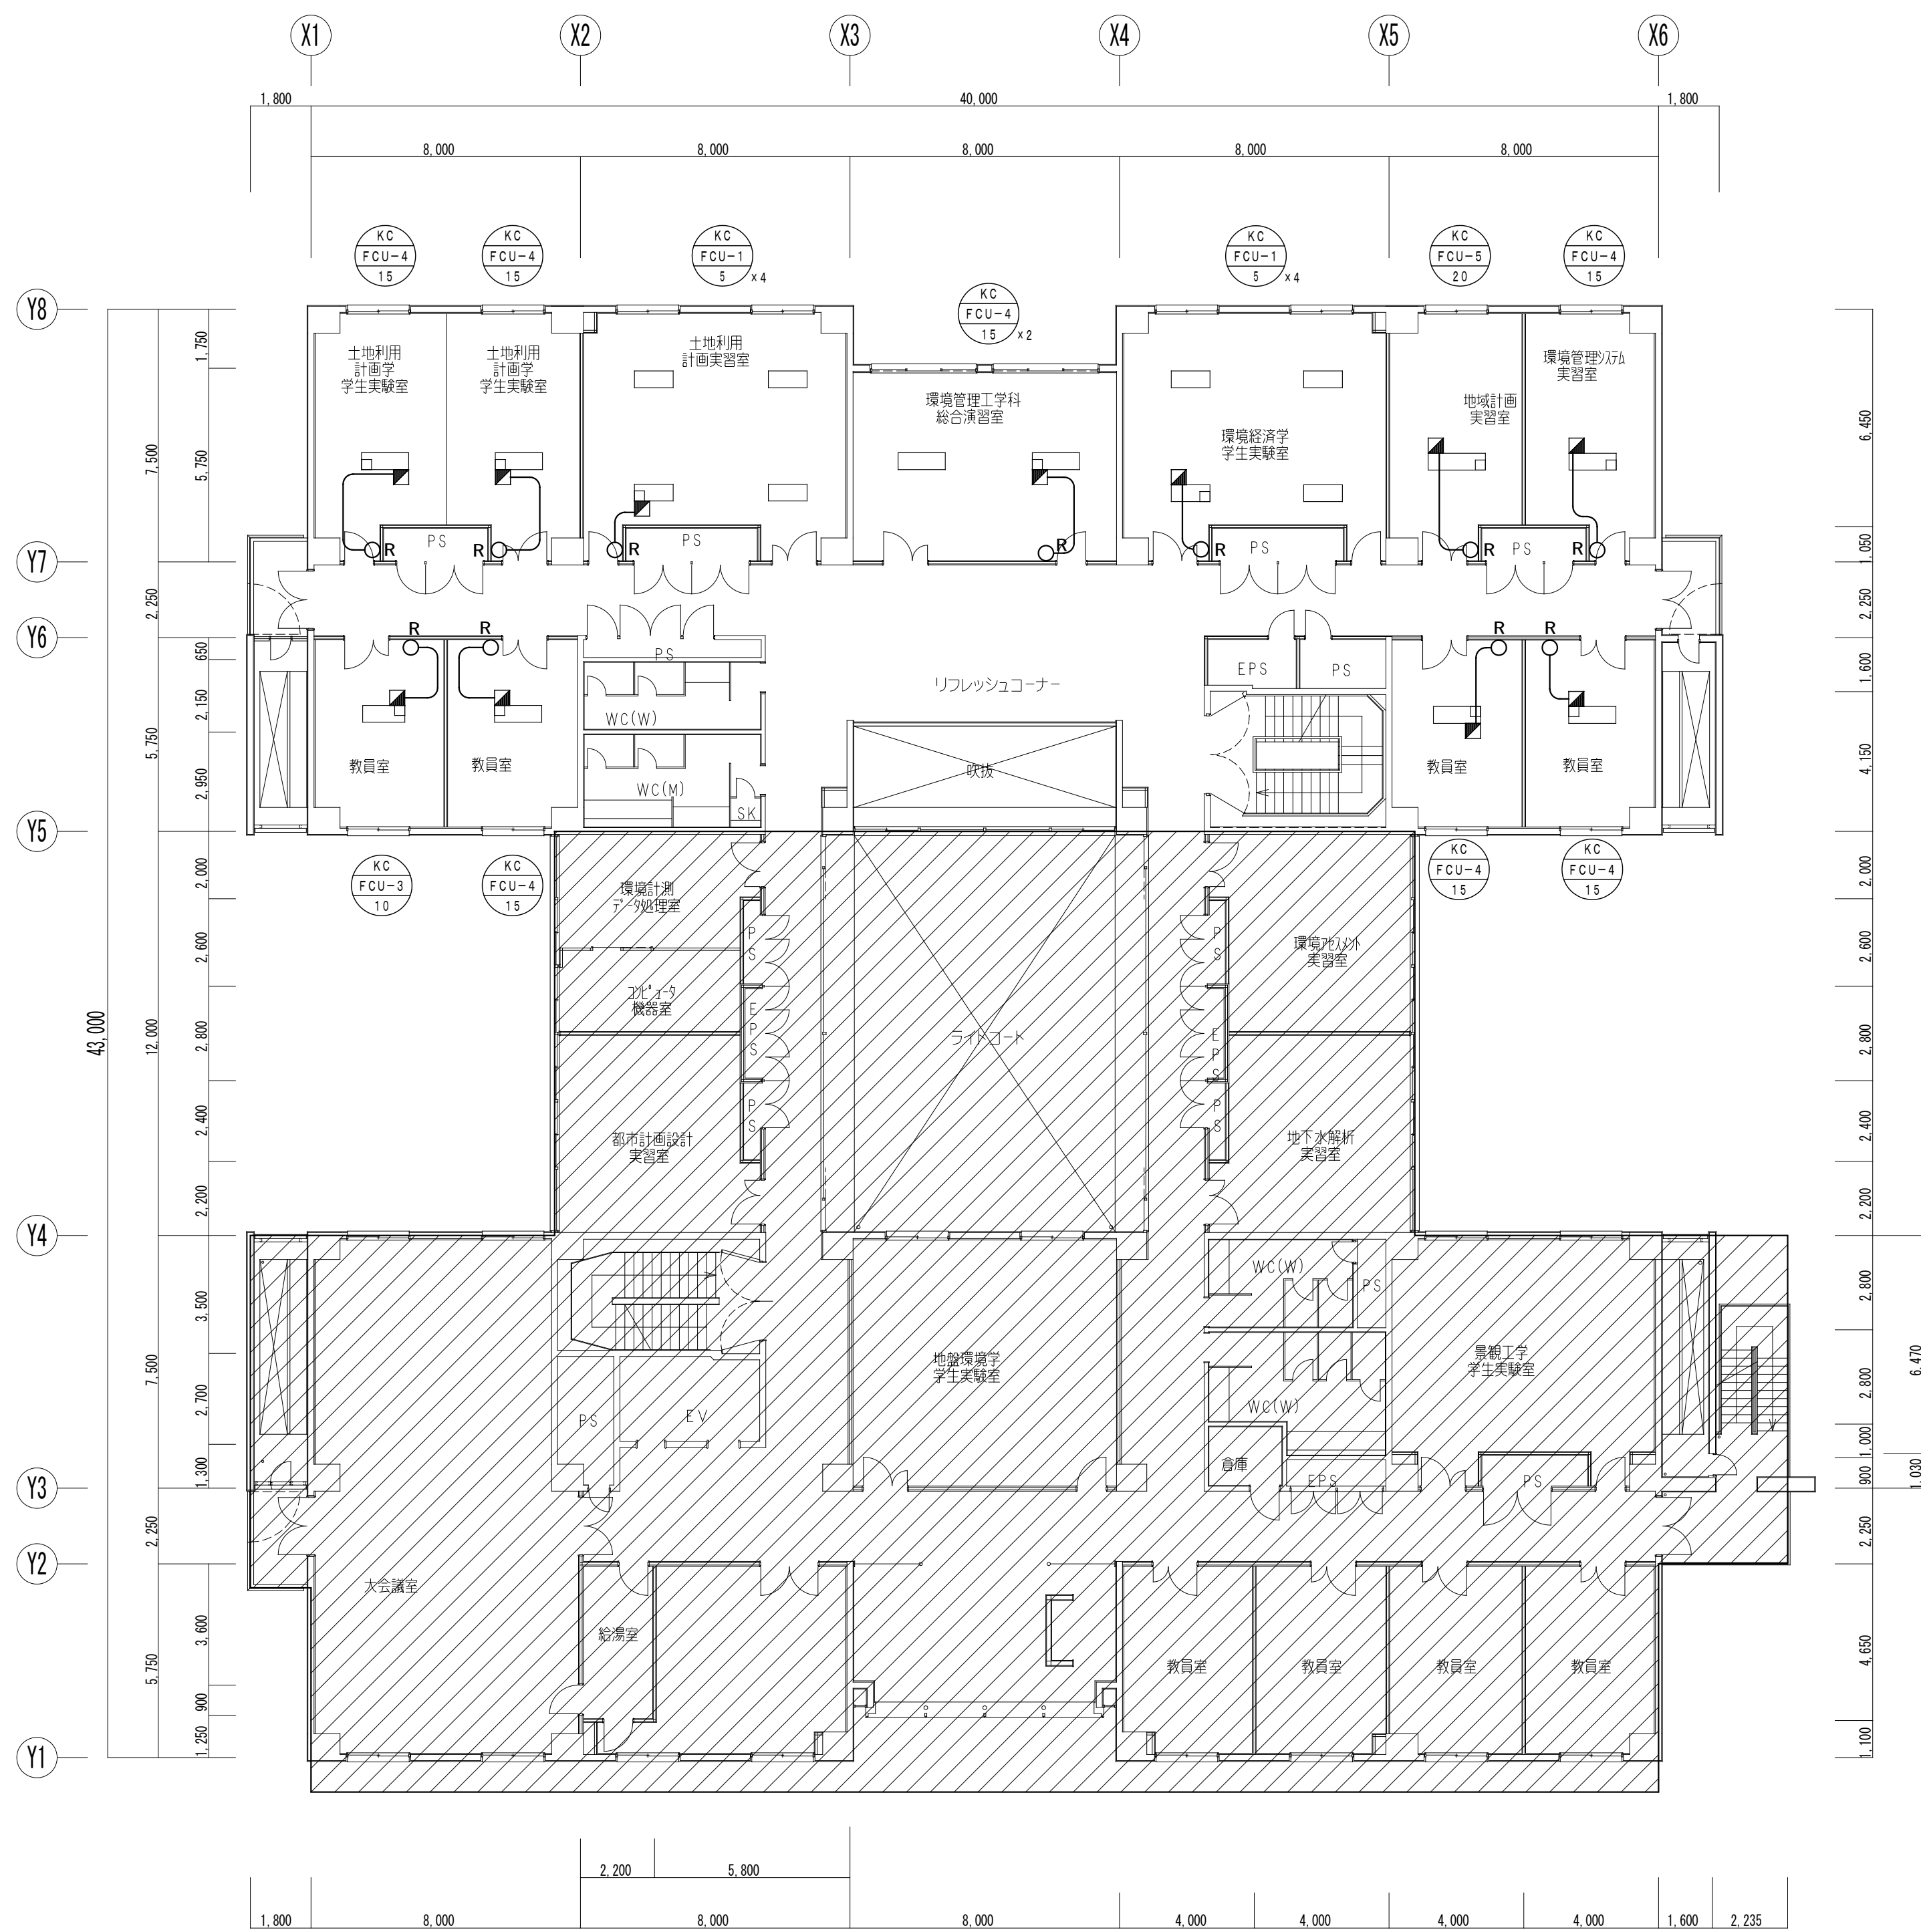 X1 X2 X3 X4 X5 X6
1,800 40,000 1,800
8,000 8,000 8,000 8,000 8,000
KC FCU-4 15
KC FCU-4 15
KC FCU-1 5 ×4
KC FCU-4 15 ×2
KC FCU-1 5 ×4
KC FCU-5 20
KC FCU-4 15
Y8
Y7
Y6
Y5
Y4
Y3
Y2
Y1
43,000
7,500
2,250
5,750
12,000
7,500
2,250
5,750
1,750
5,750
650
2,150
2,950
2,000
2,600
2,800
2,400
2,200
3,500
2,700
1,300
3,600
900
1,250
土地利用
計画学
学生実験室
土地利用
計画学
学生実験室
土地利用
計画実習室
環境管理工学科
総合演習室
環境経済学
学生実験室
地域計画
実習室
環境管理システム
実習室
R PS R
R PS
R
R PS
R PS R
R R
R R
PS
WC(W)
WC(M)
SK
リフレッシュコーナー
吹抜
EPS PS
教員室
教員室
教員室
教員室
KC FCU-3 10
KC FCU-4 15
KC FCU-4 15
KC FCU-4 15
環境計測
データ処理室
コンピュータ
機器室
都市計画設計
実習室
PS
EPS
PS
ライトコート
PS
EPS
PS
環境アセスメント
実習室
地下水解析
実習室
WC(W)
PS
WC(W)
倉庫
EPS
PS
EV
地盤環境学
学生実験室
景観工学
学生実験室
PS
大会議室
給湯室
教員室
教員室
教員室
教員室
6,450
1,050
2,250
1,600
4,150
2,000
2,600
2,800
2,400
2,200
2,800
2,800
1,000
900
2,250
4,650
1,100
6,470
1,030
2,200 5,800
1,800 8,000 8,000 8,000 4,000 4,000 4,000 4,000 1,600 2,235